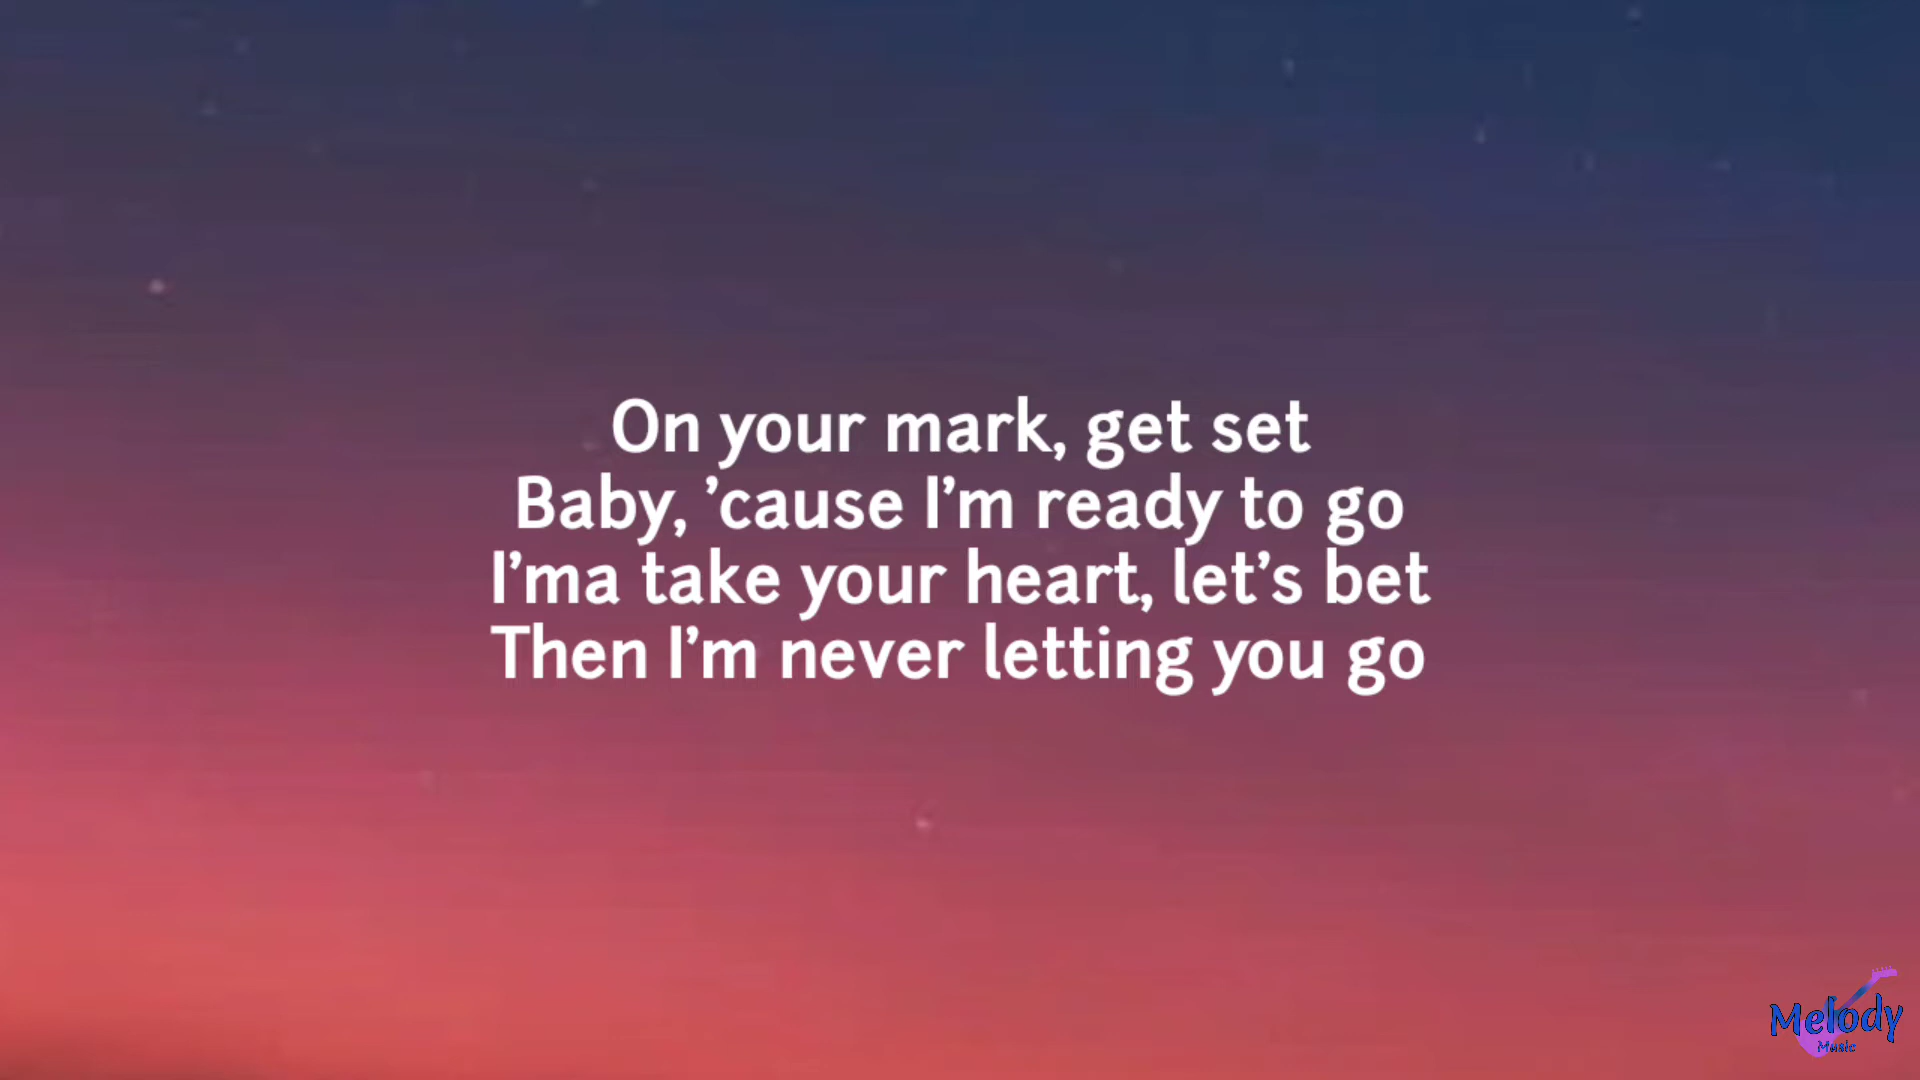 On your mark, get set
Baby, ’cause I’m ready to go
I’ma take your heart, let’s bet
Then I’m never letting you go
Melody
Music